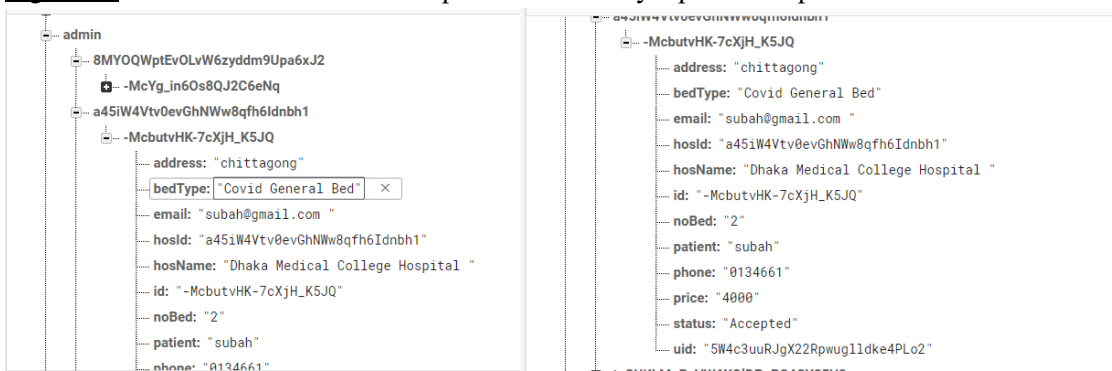 admin
8MYOQWptEvOLvW6zyddm9Upa6xJ2
-McYg_in6Os8QJ2C6eNq
a45iW4Vtv0evGhNWw8qfh6Idnbh1
-McbutvHK-7cXjH_K5JQ
address: "chittagong"
bedType: "Covid General Bed" ×
email: "subah@gmail.com "
hosId: "a45iW4Vtv0evGhNWw8qfh6Idnbh1"
hosName: "Dhaka Medical College Hospital "
id: "-McbutvHK-7cXjH_K5JQ"
noBed: "2"
patient: "subah"
phone: "0134661"
a45iW4Vtv0evGhNWw8qfh6Idnbh1
-McbutvHK-7cXjH_K5JQ
address: "chittagong"
bedType: "Covid General Bed"
email: "subah@gmail.com "
hosId: "a45iW4Vtv0evGhNWw8qfh6Idnbh1"
hosName: "Dhaka Medical College Hospital "
id: "-McbutvHK-7cXjH_K5JQ"
noBed: "2"
patient: "subah"
phone: "0134661"
price: "4000"
status: "Accepted"
uid: "5W4c3uuRJgX22Rpwuglldke4PLo2"